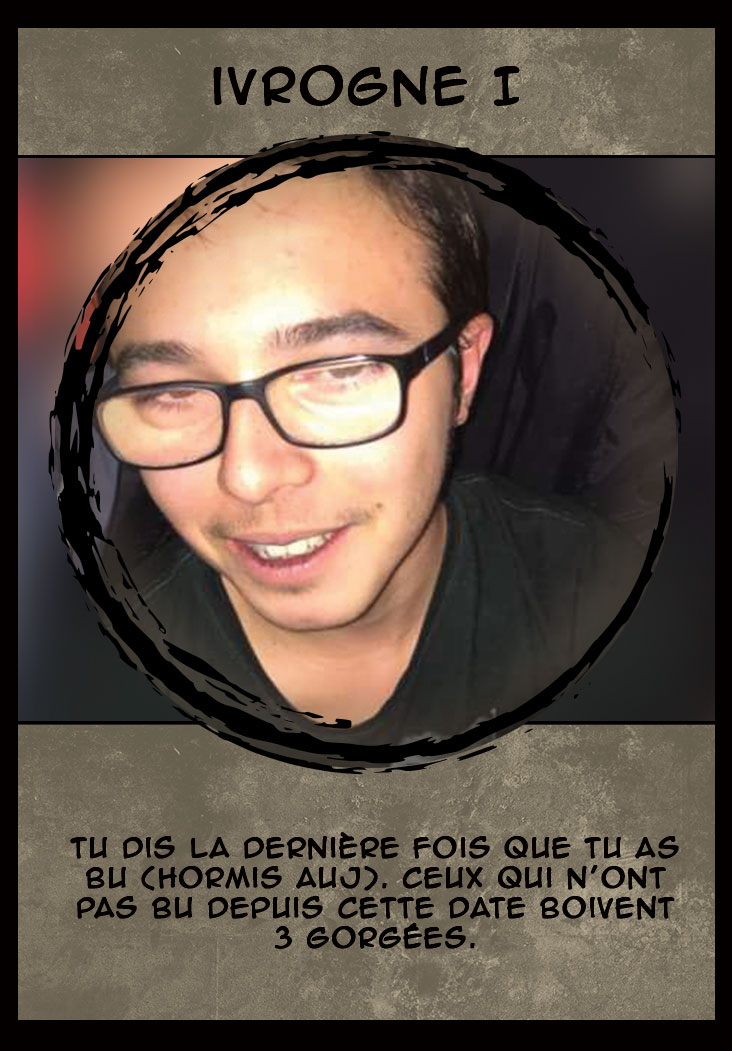 IVROGNE I
TU DIS LA DERNIÈRE FOIS QUE TU AS
BU (HORMIS AUJ). CEUX QUI N'ONT
PAS BU DEPUIS CETTE DATE BOIVENT
3 GORGÉES.